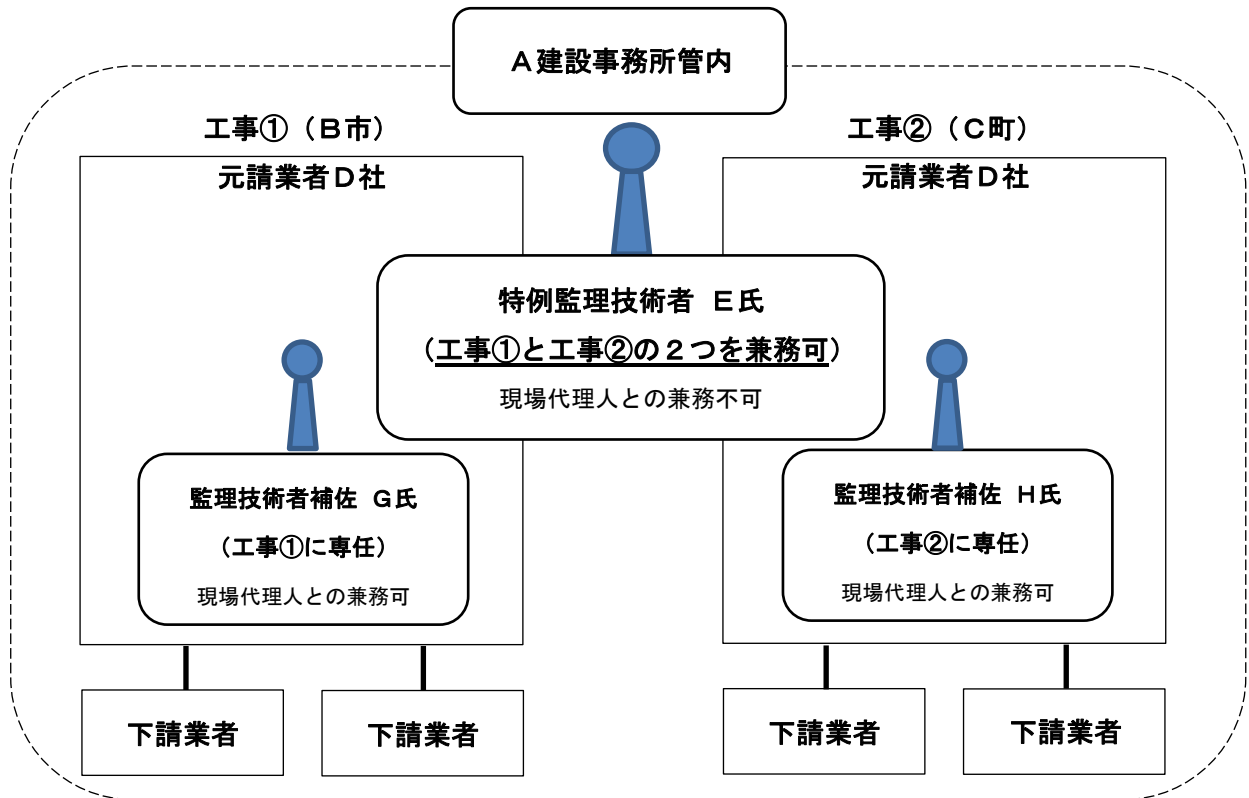 A建設事務所管内
工事①（B市）
元請業者D社
工事②（C町）
元請業者D社
特例監理技術者 E氏
（工事①と工事②の２つを兼務可）
現場代理人との兼務不可
監理技術者補佐 G氏
（工事①に専任）
現場代理人との兼務可
監理技術者補佐 H氏
（工事②に専任）
現場代理人との兼務可
下請業者
下請業者
下請業者
下請業者